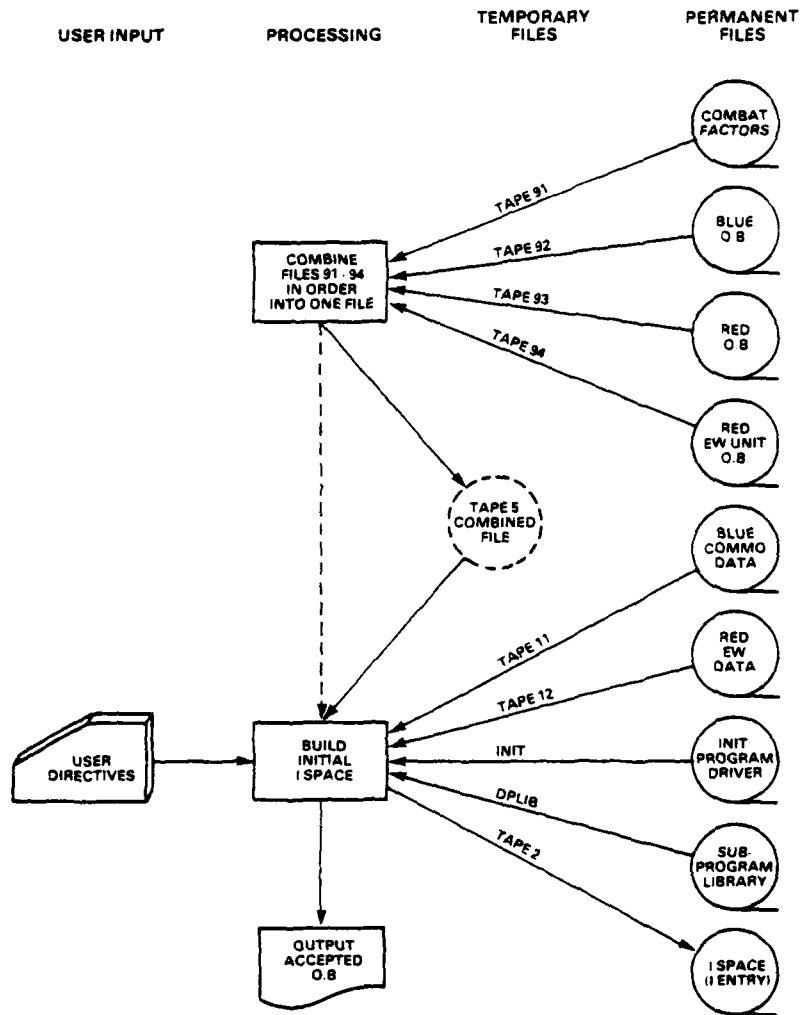 USER INPUT
PROCESSING
TEMPORARY
FILES
PERMANENT
FILES
COMBAT
FACTORS
TAPE 91
BLUE
O.B
TAPE 92
COMBINE
FILES 91 - 94
IN ORDER
INTO ONE FILE
TAPE 93
RED
O.B
TAPE 94
RED
EW UNIT
O.B.
TAPE 5
COMBINED
FILE
BLUE
COMMO
DATA
TAPE 11
RED
EW
DATA
TAPE 12
USER
DIRECTIVES
BUILD
INITIAL
I SPACE
INIT
INIT
PROGRAM
DRIVER
DPLIB
SUB-
PROGRAM
LIBRARY
TAPE 2
OUTPUT
ACCEPTED
O.B
I SPACE
(I ENTRY)